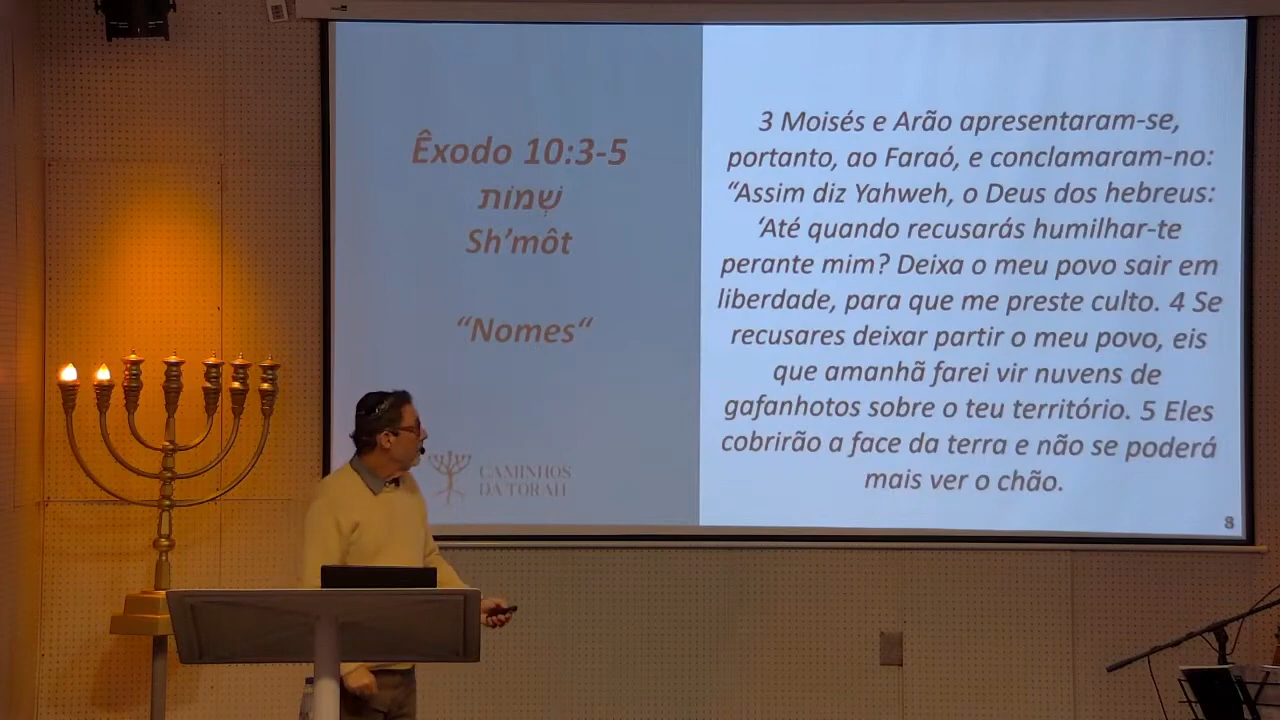 Êxodo 10:3-5
שְׁמוֹת
Sh'môt
“Nomes“
CAMINHOS
DA TORAH
3 Moisés e Arão apresentaram-se,
portanto, ao Faraó, e conclamaram-no:
“Assim diz Yahweh, o Deus dos hebreus:
‘Até quando recusarás humilhar-te
perante mim? Deixa o meu povo sair em
liberdade, para que me preste culto. 4 Se
recusares deixar partir o meu povo, eis
que amanhã farei vir nuvens de
gafanhotos sobre o teu território. 5 Eles
cobrirão a face da terra e não se poderá
mais ver o chão.
8